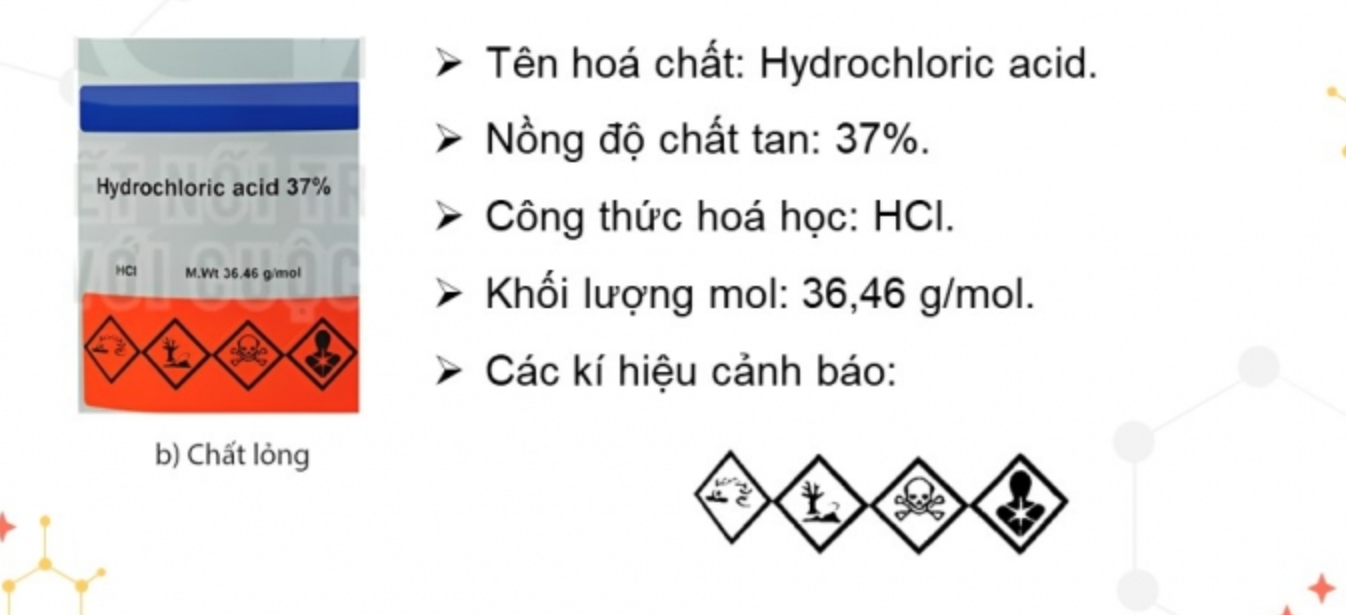 Hydrochloric acid 37%
HCl
M.Wt 36.46 g/mol
b) Chất lỏng
➢ Tên hoá chất: Hydrochloric acid.
➢ Nồng độ chất tan: 37%.
➢ Công thức hoá học: HCl.
➢ Khối lượng mol: 36,46 g/mol.
➢ Các kí hiệu cảnh báo: